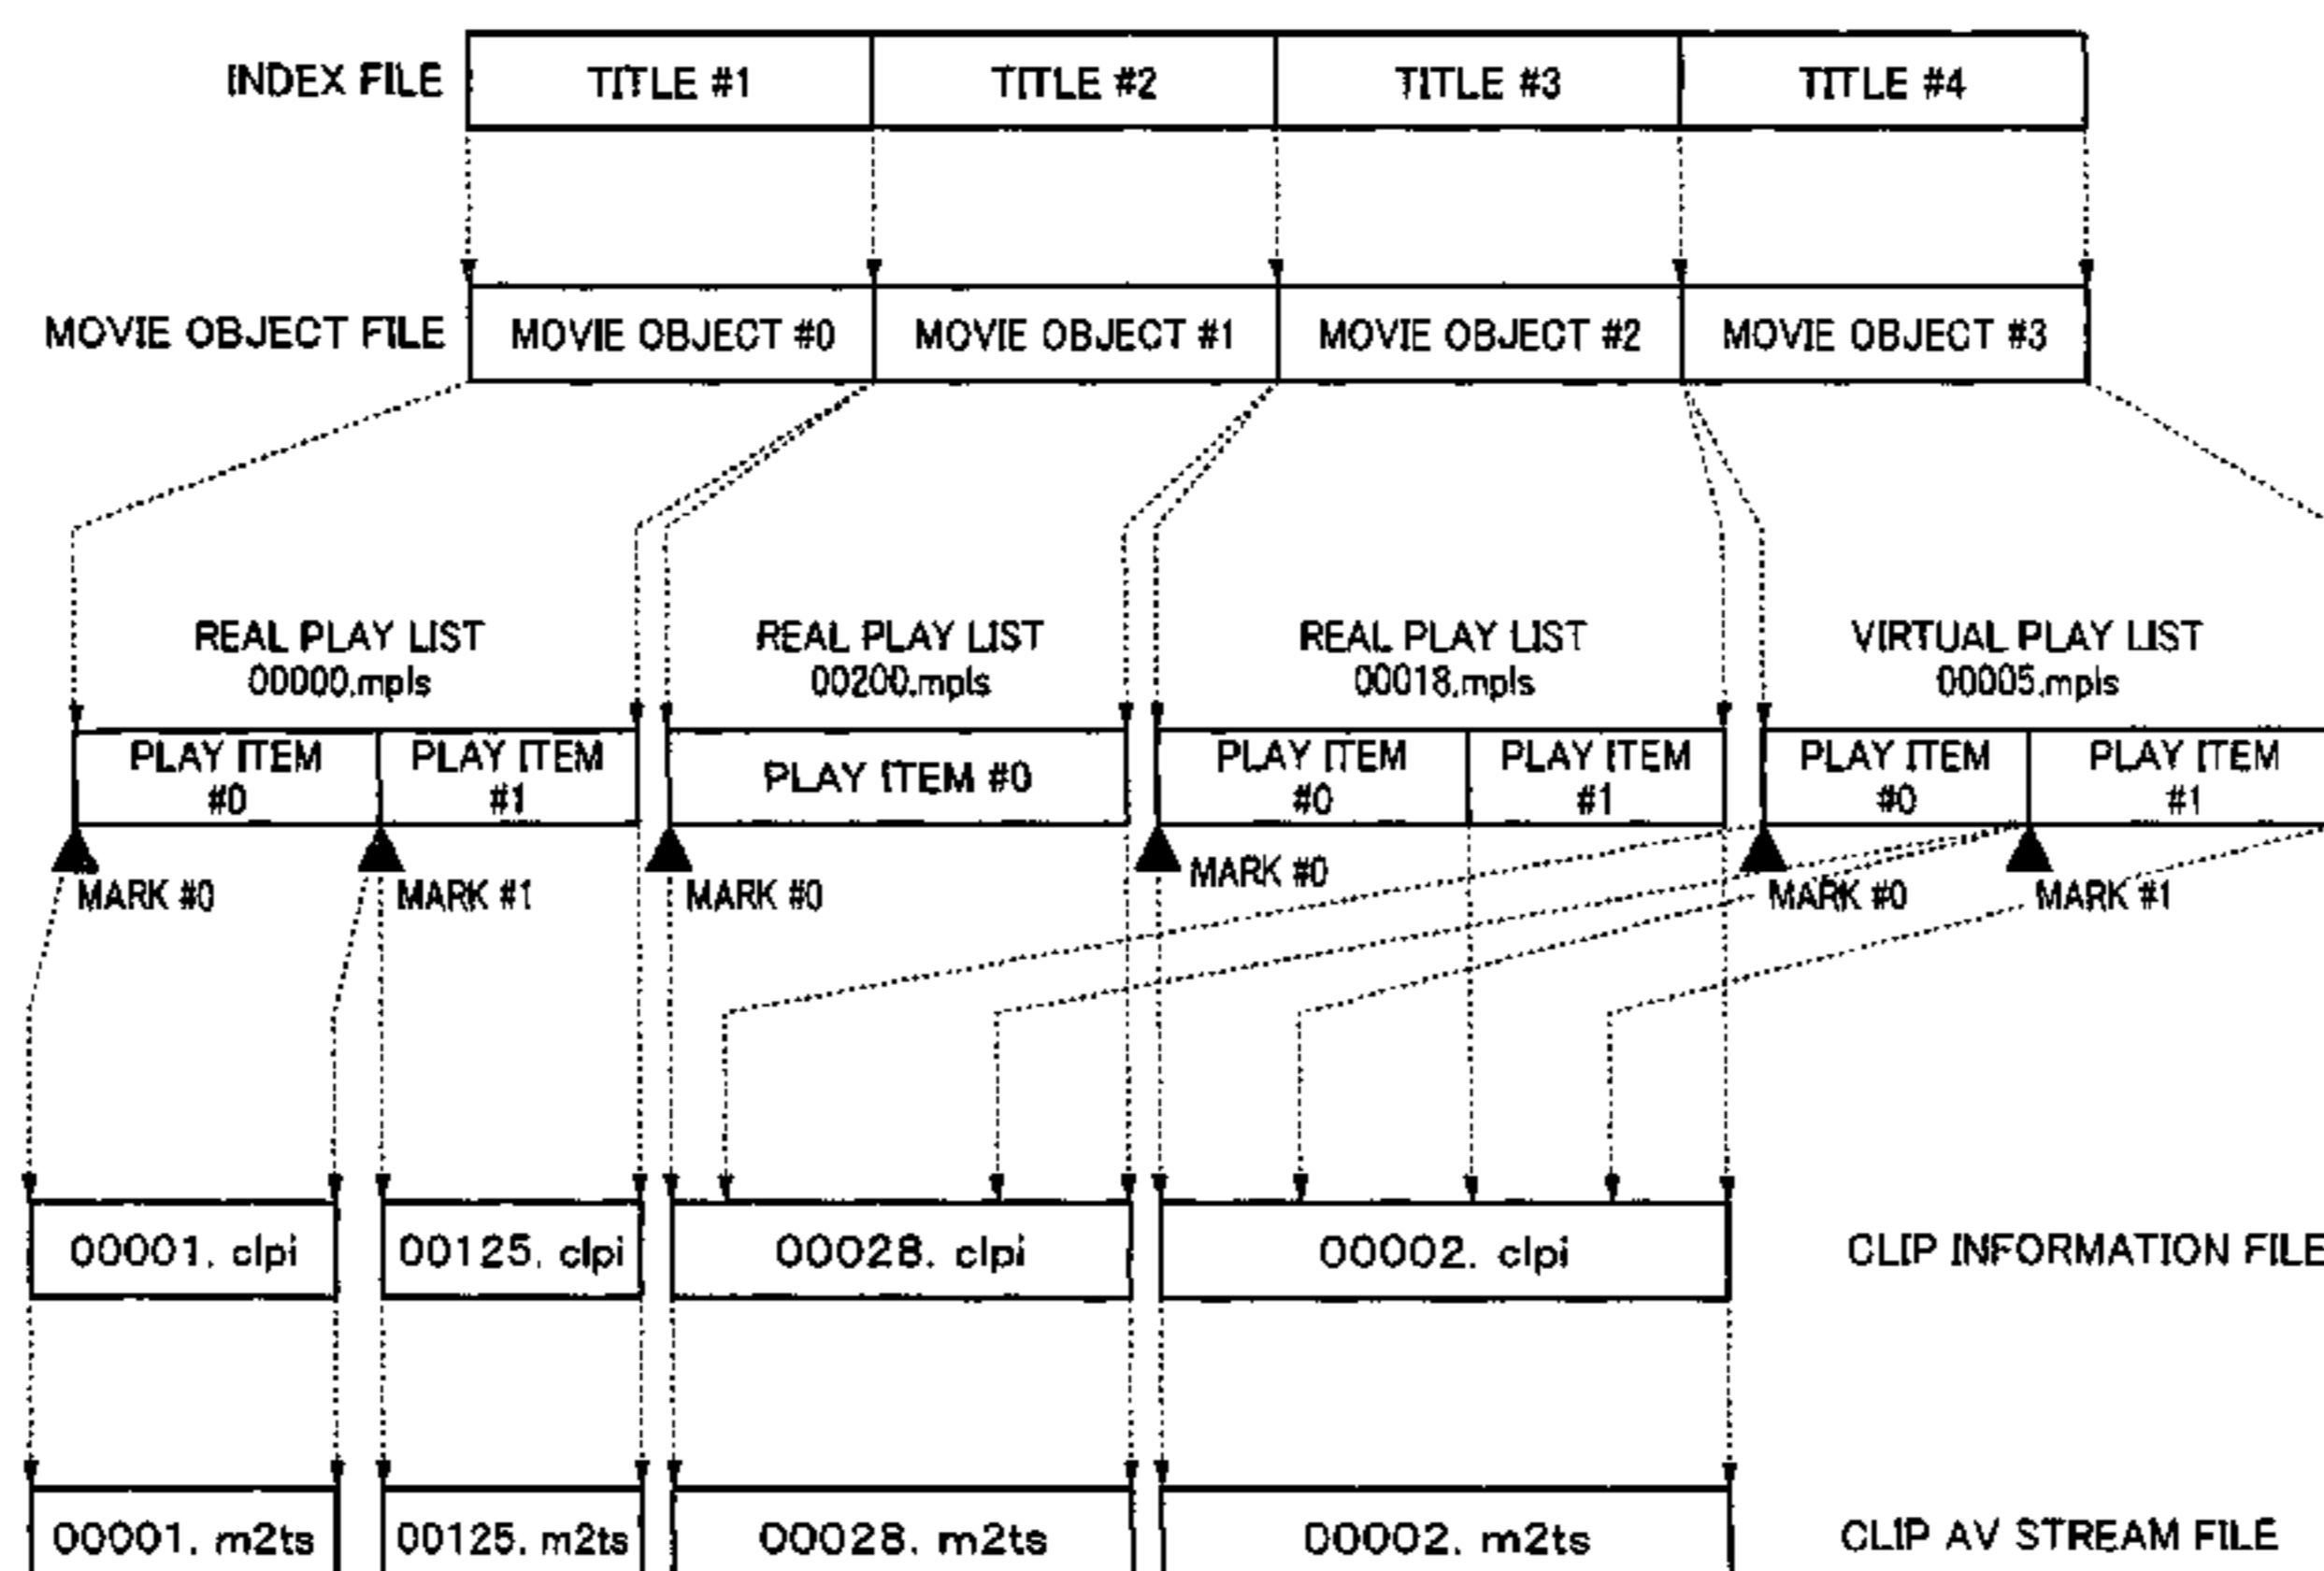 INDEX FILE
TITLE #1
TITLE #2
TITLE #3
TITLE #4
MOVIE OBJECT FILE
MOVIE OBJECT #0
MOVIE OBJECT #1
MOVIE OBJECT #2
MOVIE OBJECT #3
REAL PLAY LIST
00000.mpls
REAL PLAY LIST
00200.mpls
REAL PLAY LIST
00018.mpls
VIRTUAL PLAY LIST
00005.mpls
PLAY ITEM
#0
PLAY ITEM
#1
PLAY ITEM #0
PLAY ITEM
#0
PLAY ITEM
#1
PLAY ITEM
#0
PLAY ITEM
#1
MARK #0
MARK #1
MARK #0
MARK #0
MARK #0
MARK #1
00001. clpi
00125. clpi
00028. clpi
00002. clpi
CLIP INFORMATION FILE
00001. m2ts
00125. m2ts
00028. m2ts
00002. m2ts
CLIP AV STREAM FILE